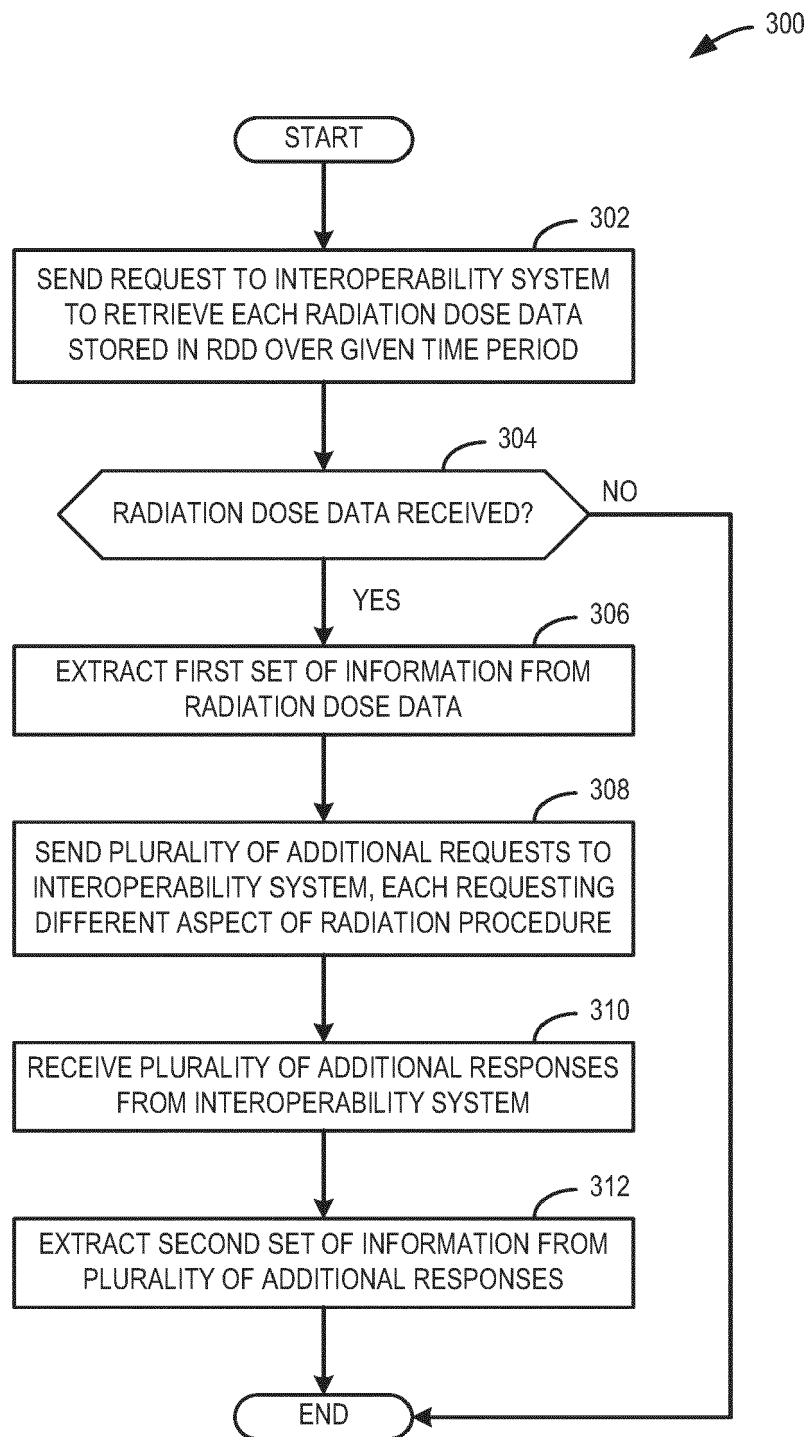 300
START
302
SEND REQUEST TO INTEROPERABILITY SYSTEM
TO RETRIEVE EACH RADIATION DOSE DATA
STORED IN RDD OVER GIVEN TIME PERIOD
304
RADIATION DOSE DATA RECEIVED?
NO
YES
306
EXTRACT FIRST SET OF INFORMATION FROM
RADIATION DOSE DATA
308
SEND PLURALITY OF ADDITIONAL REQUESTS TO
INTEROPERABILITY SYSTEM, EACH REQUESTING
DIFFERENT ASPECT OF RADIATION PROCEDURE
310
RECEIVE PLURALITY OF ADDITIONAL RESPONSES
FROM INTEROPERABILITY SYSTEM
312
EXTRACT SECOND SET OF INFORMATION FROM
PLURALITY OF ADDITIONAL RESPONSES
END